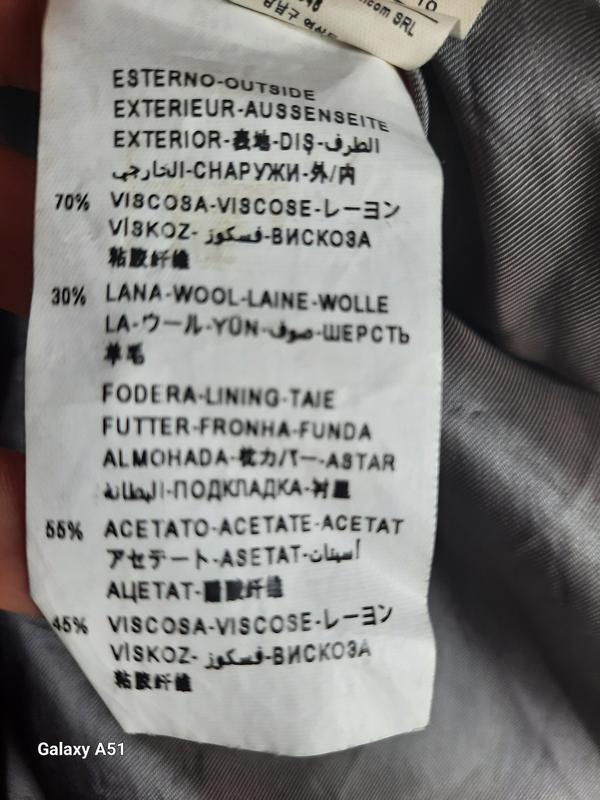 .com SRL
ESTERNO-OUTSIDE
EXTERIEUR-AUSSENSEITE
EXTERIOR-表地-DIŞ-الطرف
الخارجي-СНАРУЖИ-外/内
70% VISCOSA-VISCOSE-レーヨン
VİSKOZ-فسكوز-ВИСКОЗА
粘胶纤维
30% LANA-WOOL-LAINE-WOLLE
LA-ウール-YÜN-صوف-ШЕРСТЬ
羊毛
FODERA-LINING-TAIE
FUTTER-FRONHA-FUNDA
ALMOHADA-枕カバー-ASTAR
البطانة-ПОДКЛАДКА-衬里
55% ACETATO-ACETATE-ACETAT
アセテート-ASETAT-أسيتات
АЦЕТАТ-醋酸纤维
45% VISCOSA-VISCOSE-レーヨン
VİSKOZ-فسكوز-ВИСКОЗА
粘胶纤维
Galaxy A51